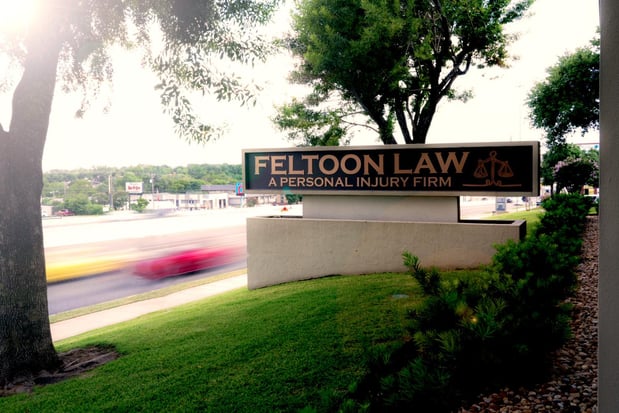 FELTOON LAW
A PERSONAL INJURY FIRM